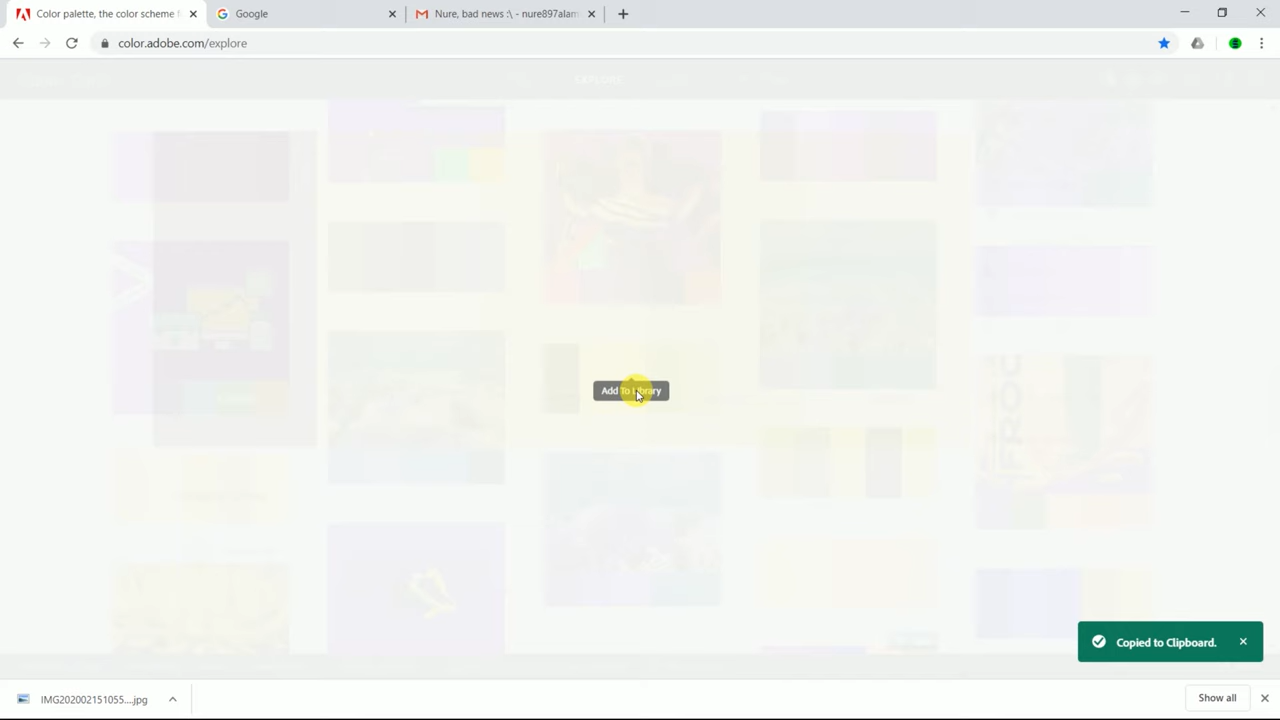 Color palette, the color scheme
Google
Nure, bad news :\ - nure897alam
color.adobe.com/explore
EXPLORE
Add To Library
Copied to Clipboard.
IMG202002151055....jpg
Show all